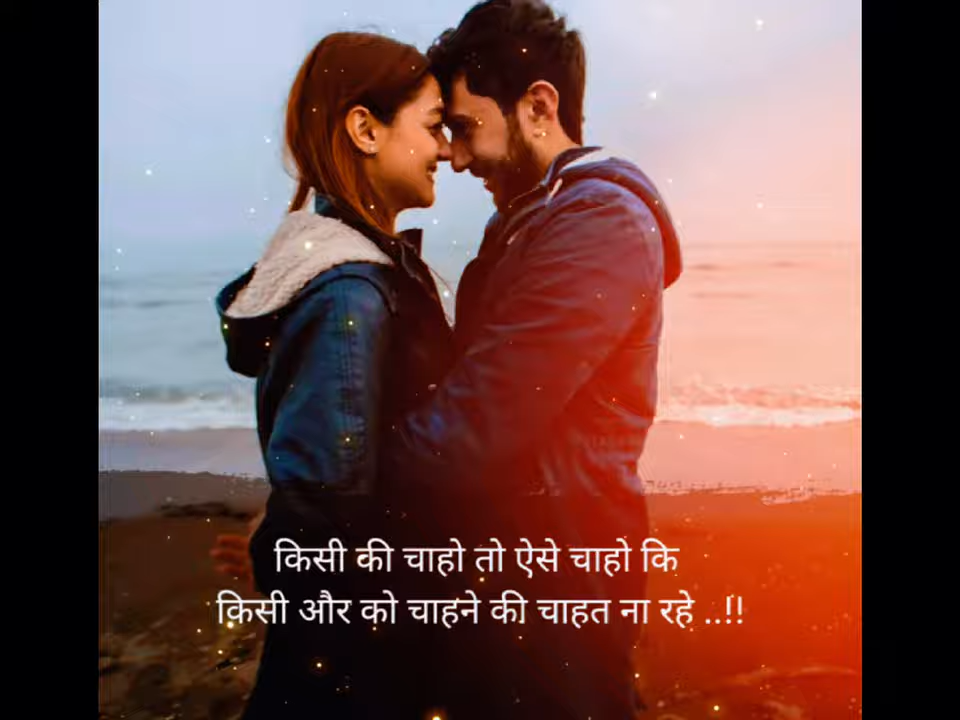 किसी की चाहो तो ऐसे चाहो कि
किसी और को चाहने की चाहत ना रहे ..!!